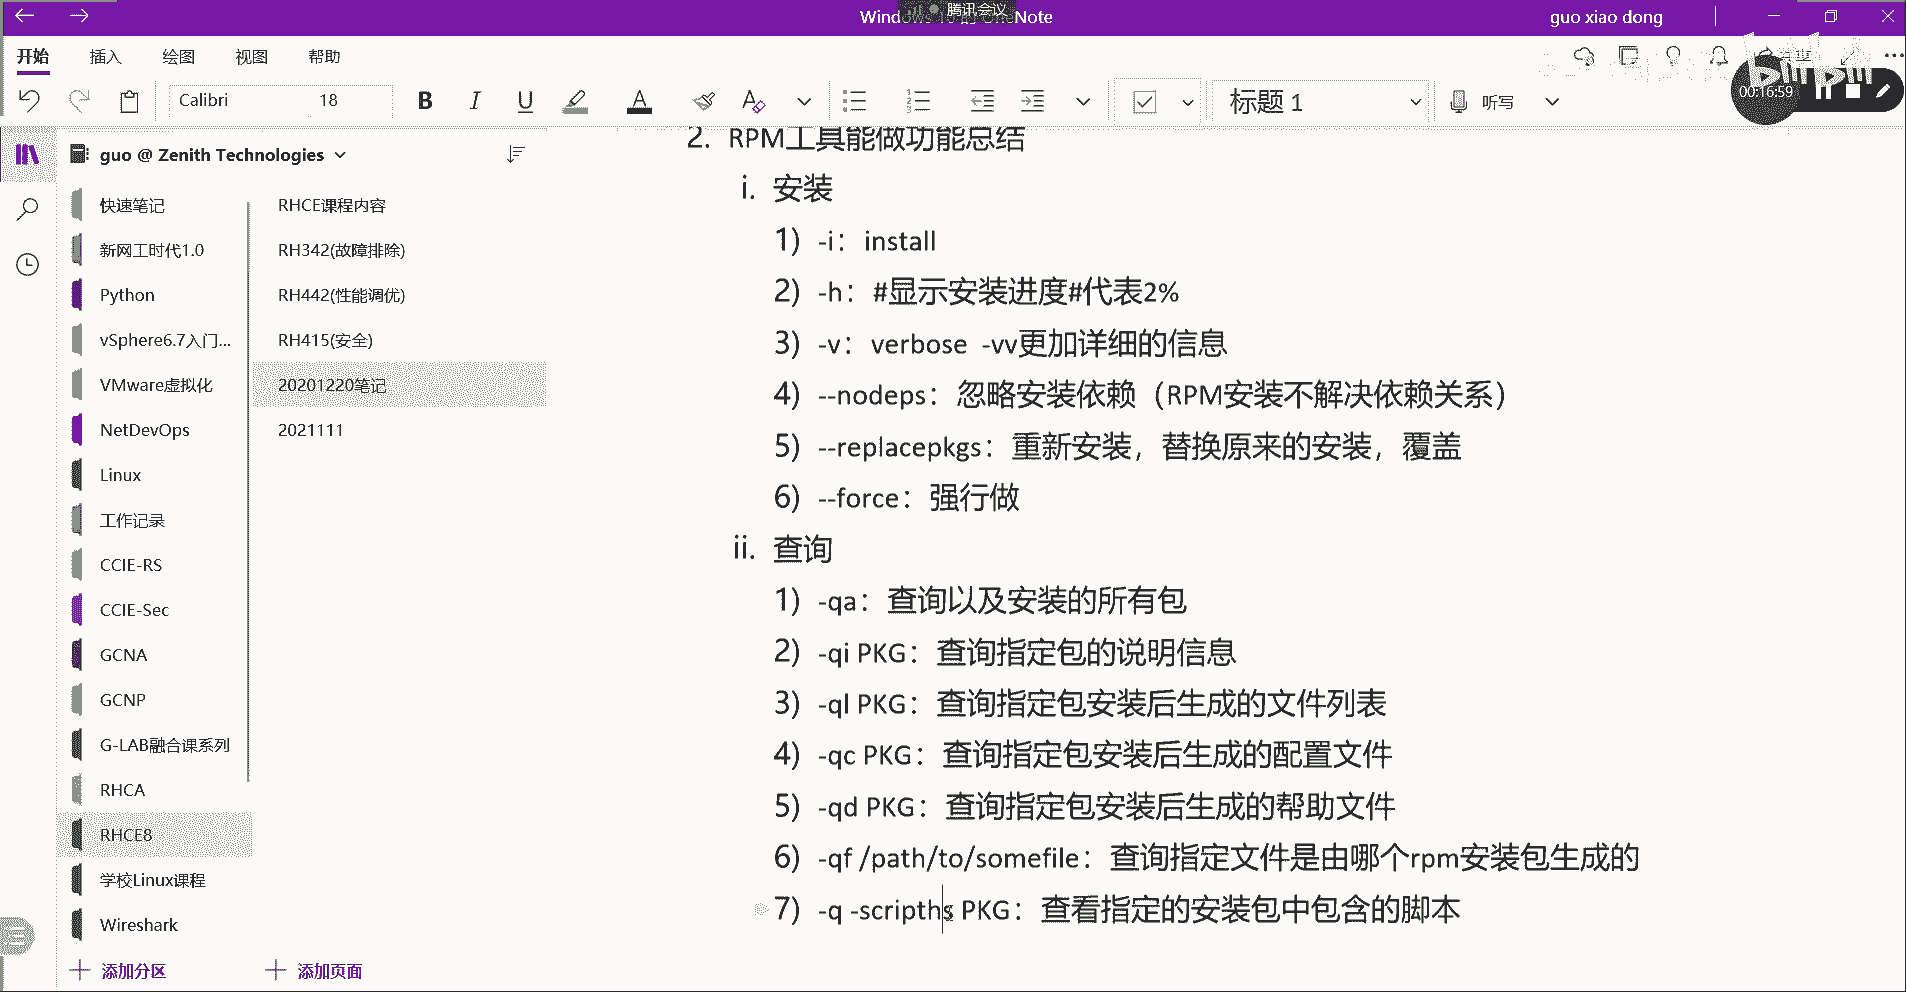 腾讯会议
guo xiao dong
开始 插入 绘图 视图 帮助
00:16:59
Calibri 18 B I U A 标题 1 听写
guo @ Zenith Technologies
快速笔记
新网工时代1.0
Python
vSphere6.7入门...
VMware虚拟化
NetDevOps
Linux
工作记录
CCIE-RS
CCIE-Sec
GCNA
GCNP
G-LAB融合课系列
RHCA
RHCE8
学校Linux课程
Wireshark
添加分区
RHCE课程内容
RH342(故障排除)
RH442(性能调优)
RH415(安全)
20201220笔记
2021111
添加页面
2. RPM工具能做功能总结
i. 安装
1) -i：install
2) -h：#显示安装进度#代表2%
3) -v：verbose -vv更加详细的信息
4) --nodeps：忽略安装依赖（RPM安装不解决依赖关系）
5) --replacepkgs：重新安装，替换原来的安装，覆盖
6) --force：强行做
ii. 查询
1) -qa：查询以及安装的所有包
2) -qi PKG：查询指定包的说明信息
3) -ql PKG：查询指定包安装后生成的文件列表
4) -qc PKG：查询指定包安装后生成的配置文件
5) -qd PKG：查询指定包安装后生成的帮助文件
6) -qf /path/to/somefile：查询指定文件是由哪个rpm安装包生成的
7) -q -scripths PKG：查看指定的安装包中包含的脚本